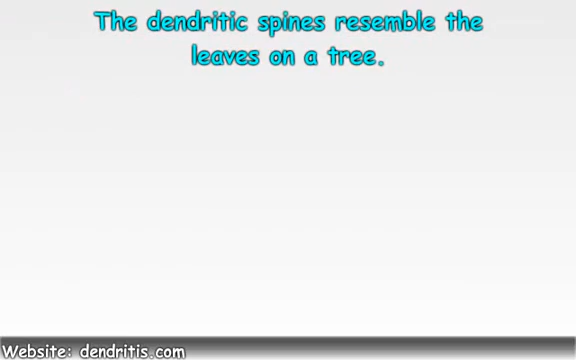 The dendritic spines resemble the
leaves on a tree.
Website: dendritis.com